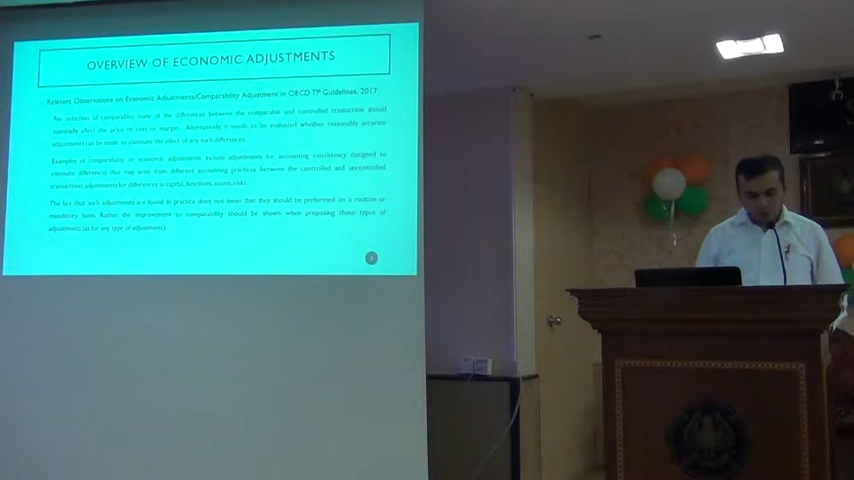 OVERVIEW OF ECONOMIC ADJUSTMENTS
Relevant Observations on Economic Adjustments/Comparability Adjustment in OECD TP Guidelines, 2017
For selection of comparables none of the differences between the comparable and controlled transaction should
materially affect the price or cost or margin. Alternatively, it needs to be evaluated whether reasonably accurate
adjustments can be made to eliminate the effect of any such differences.
Examples of comparability or economic adjustments include adjustments for accounting consistency designed to
eliminate differences that may arise from different accounting practices between the controlled and uncontrolled
transactions; adjustments for differences in capital, functions, assets, risks.
The fact that such adjustments are found in practice does not mean that they should be performed on a routine or
mandatory basis. Rather, the improvement to comparability should be shown when proposing these types of
adjustments (as for any type of adjustment).